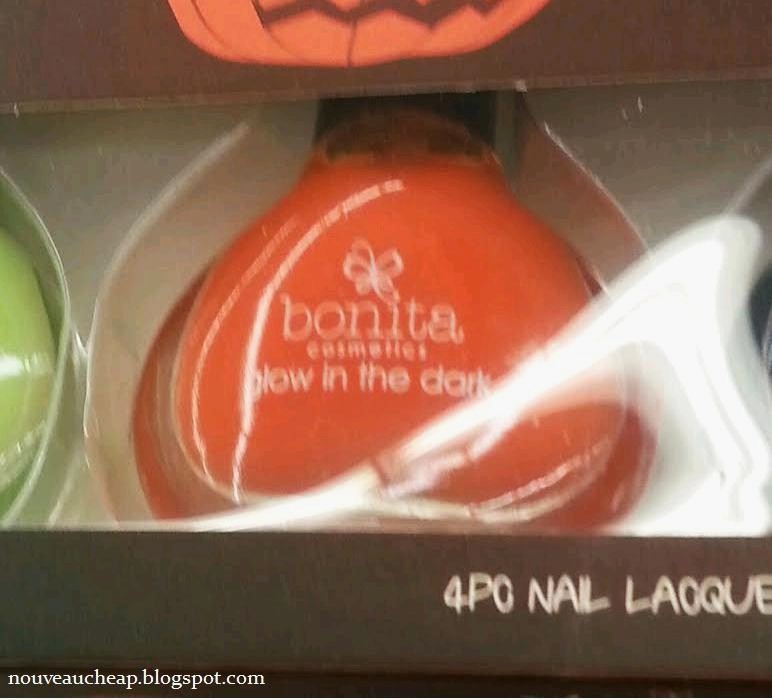 bonita
cosmetics
glow in the dark
4PC NAIL LACQUE
nouveaucheap.blogspot.com